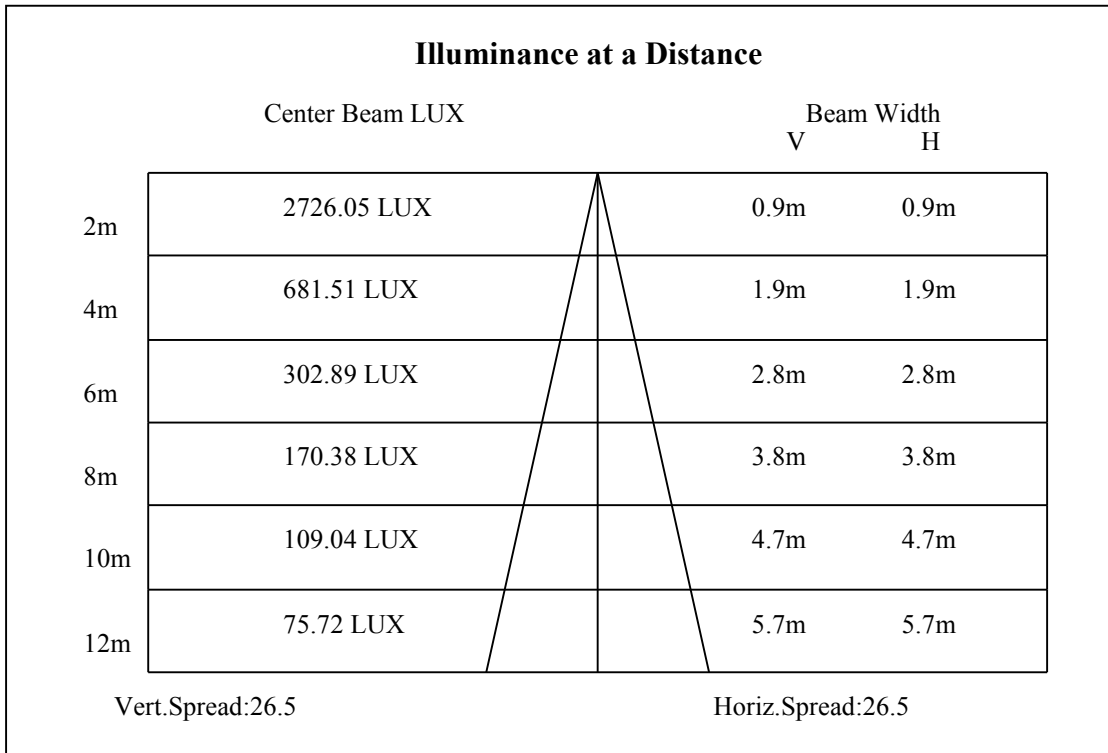 Illuminance at a Distance
Center Beam LUX Beam Width
V H
2m 2726.05 LUX 0.9m 0.9m
4m 681.51 LUX 1.9m 1.9m
6m 302.89 LUX 2.8m 2.8m
8m 170.38 LUX 3.8m 3.8m
10m 109.04 LUX 4.7m 4.7m
12m 75.72 LUX 5.7m 5.7m
Vert.Spread:26.5 Horiz.Spread:26.5